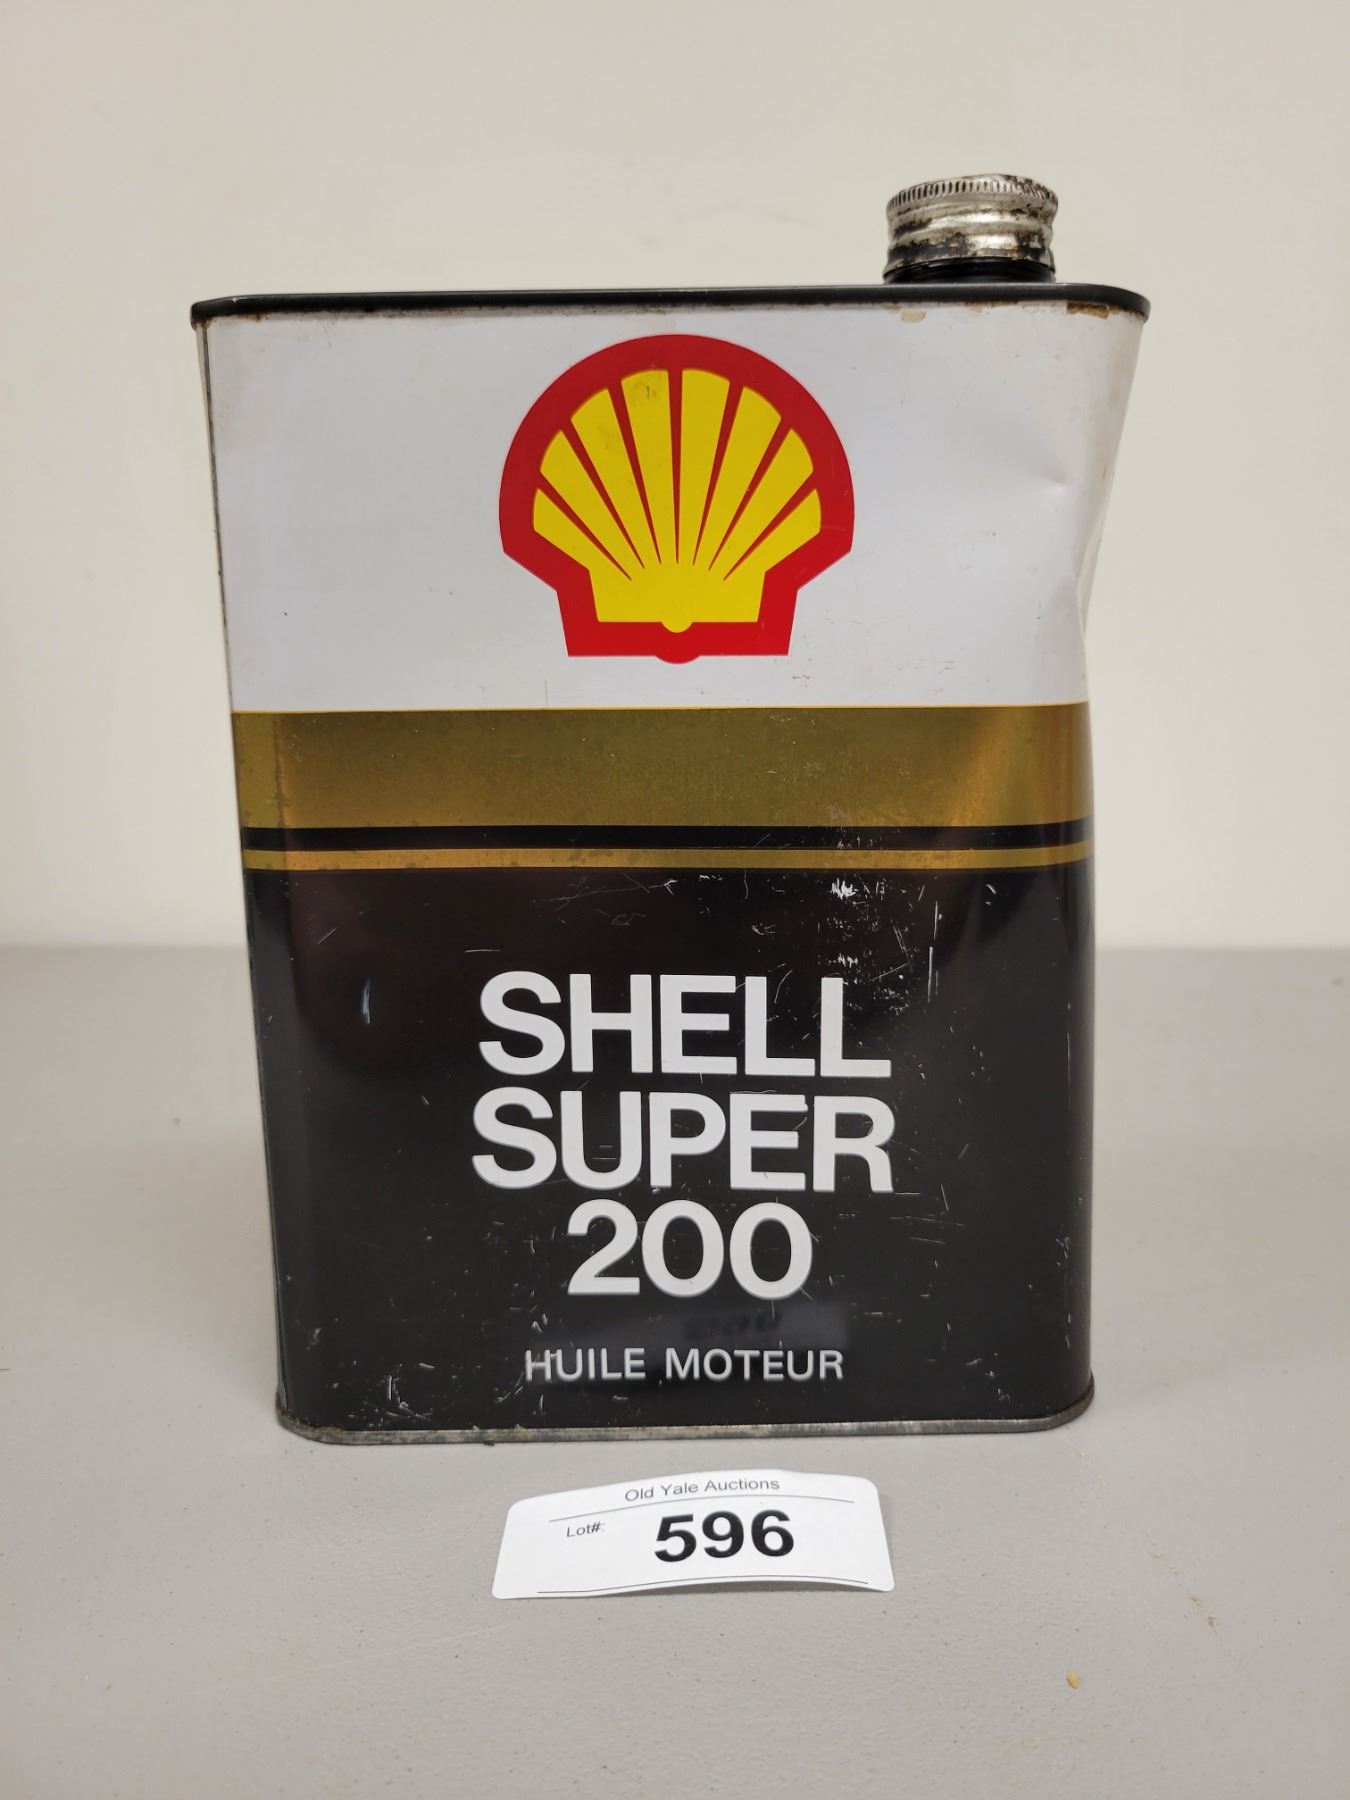 SHELL
SUPER
200
HUILE MOTEUR
Old Yale Auctions
Lot#: 596